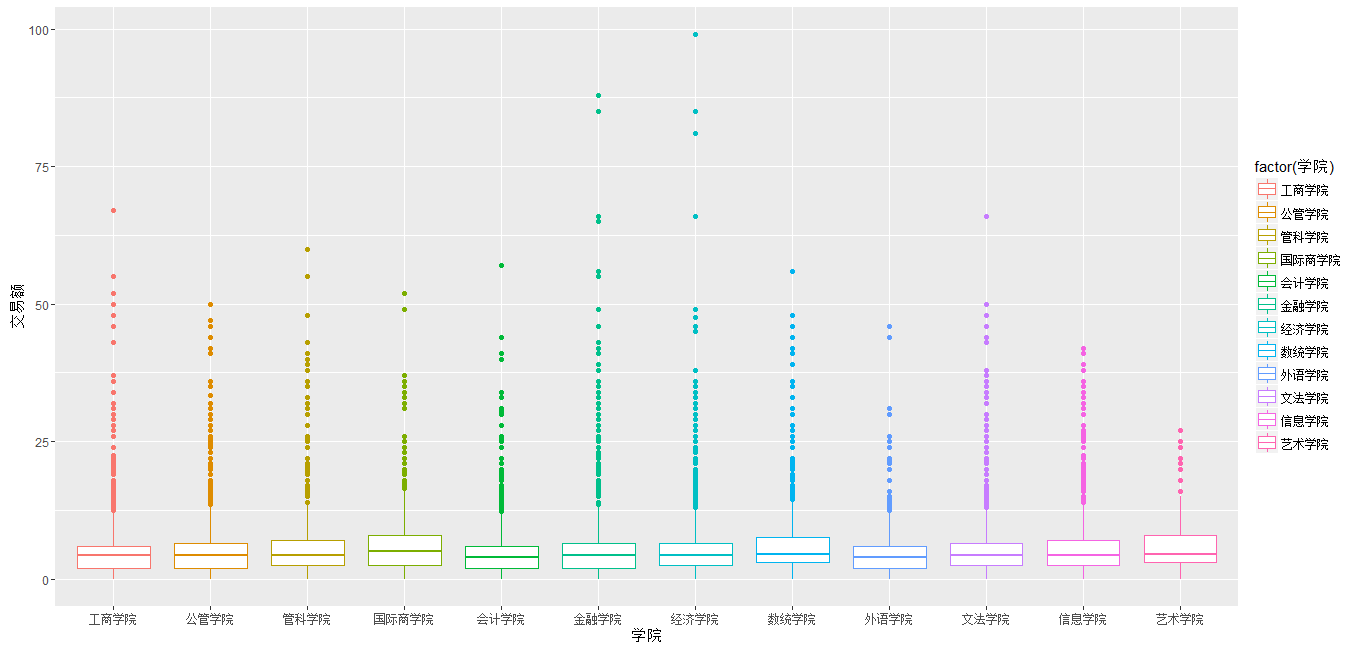 100
75
50
25
0
交易额
工商学院 公管学院 管科学院 国际商学院 会计学院 金融学院 经济学院 数统学院 外语学院 文法学院 信息学院 艺术学院
学院
factor(学院)
工商学院
公管学院
管科学院
国际商学院
会计学院
金融学院
经济学院
数统学院
外语学院
文法学院
信息学院
艺术学院